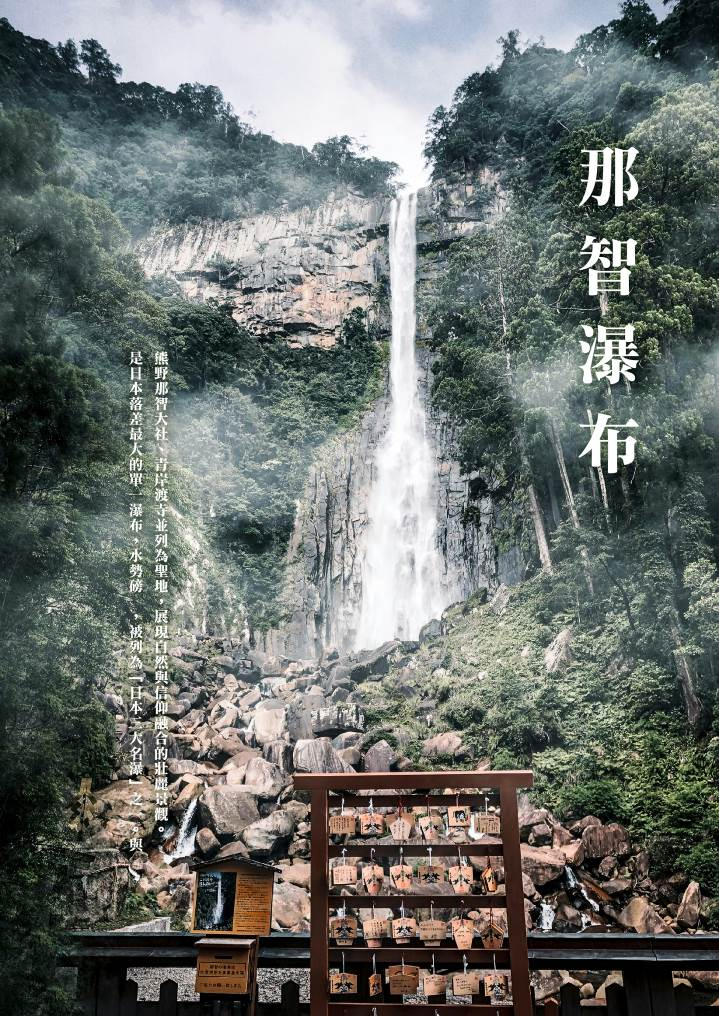 那智瀑布
是日本落差最大的單一瀑布，水勢磅，被列為「日本三大名瀑」之一。與
熊野那智大社、青岸渡寺並列為聖地，展現自然與信仰融合的壯麗景觀。